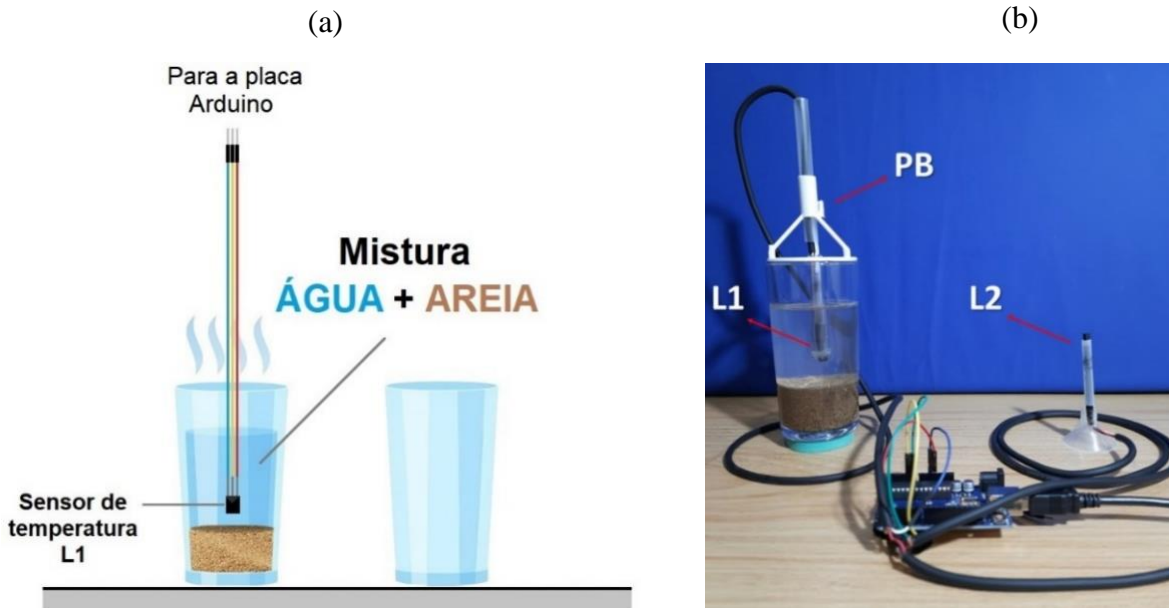 (a)
Para a placa
Arduino
Mistura
ÁGUA + AREIA
Sensor de
temperatura
L1
(b)
PB
L1
L2